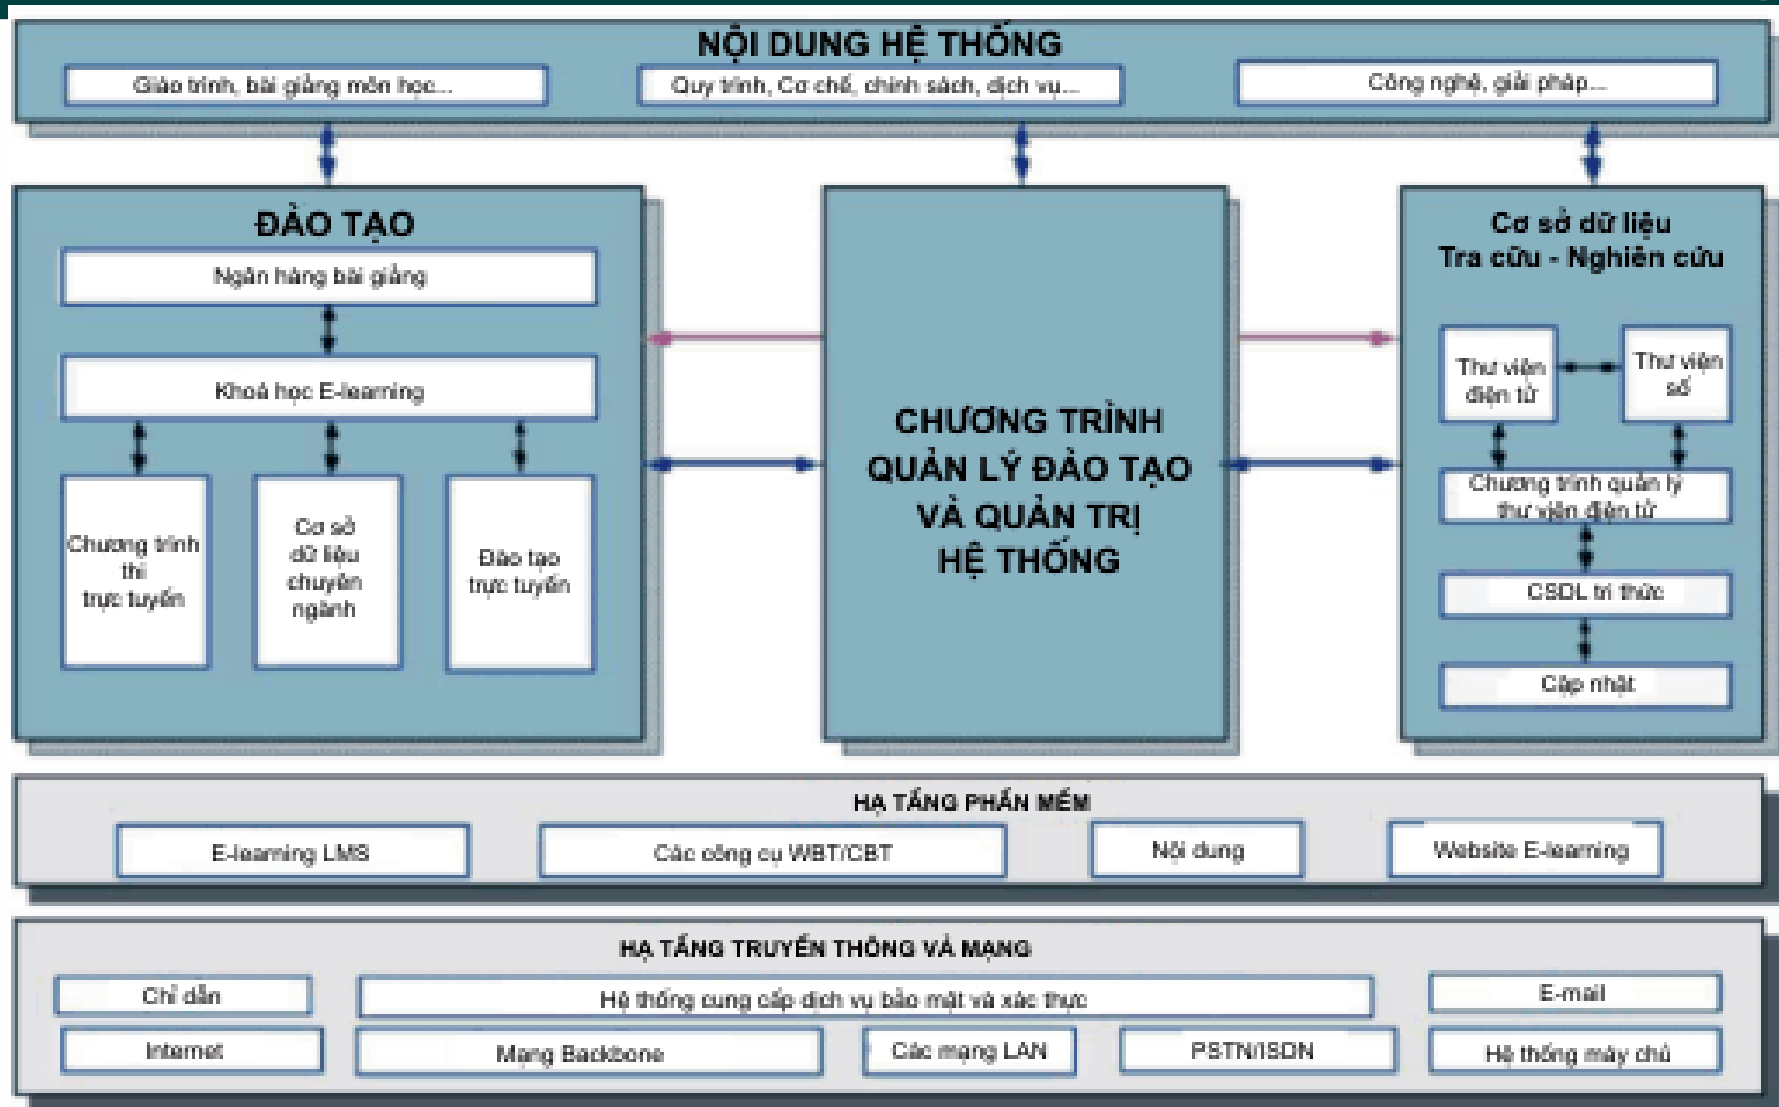 NỘI DUNG HỆ THỐNG
Giáo trình, bài giảng môn học...
Quy trình, Cơ chế, chính sách, dịch vụ...
Công nghệ, giải pháp...
ĐÀO TẠO
Ngân hàng bài giảng
Khoá học E-learning
Chương trình
thi
trực tuyến
Cơ sở
dữ liệu
chuyên
ngành
Đào tạo
trực tuyến
CHƯƠNG TRÌNH
QUẢN LÝ ĐÀO TẠO
VÀ QUẢN TRỊ
HỆ THỐNG
Cơ sở dữ liệu
Tra cứu - Nghiên cứu
Thư viện
điện tử
Thư viện
số
Chương trình quản lý
thư viện điện tử
CSDL tri thức
Cập nhật
HẠ TẦNG PHẦN MỀM
E-learning LMS
Các công cụ WBT/CBT
Nội dung
Website E-learning
HẠ TẦNG TRUYỀN THÔNG VÀ MẠNG
Chỉ dẫn
Hệ thống cung cấp dịch vụ bảo mật và xác thực
E-mail
Internet
Mạng Backbone
Các mạng LAN
PSTN/ISDN
Hệ thống máy chủ